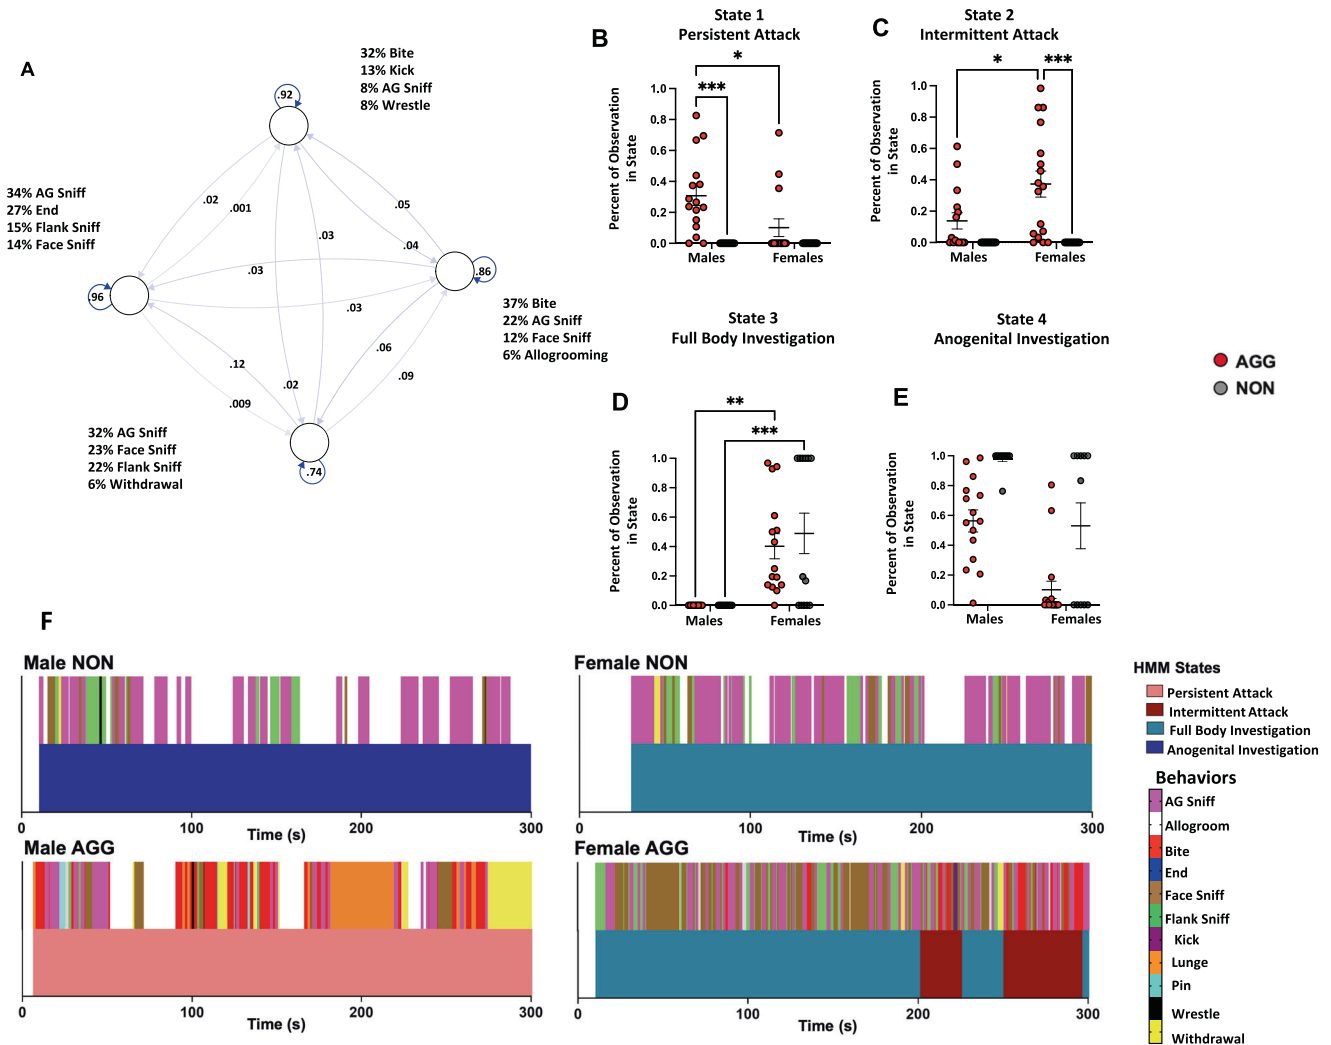 A
32% Bite
13% Kick
8% AG Sniff
8% Wrestle
.92
34% AG Sniff
27% End
15% Flank Sniff
14% Face Sniff
.02
.001
.05
.03
.04
.03
.86
.96
.03
37% Bite
22% AG Sniff
12% Face Sniff
6% Allogrooming
.06
.12
.02
.09
.009
32% AG Sniff
23% Face Sniff
22% Flank Sniff
6% Withdrawal
.74
B
State 1
Persistent Attack
*
***
Percent of Observation
in State
1.0
0.8
0.6
0.4
0.2
0.0
Males
Females
C
State 2
Intermittent Attack
*
***
Percent of Observation
in State
1.0
0.8
0.6
0.4
0.2
0.0
Males
Females
State 3
Full Body Investigation
D
**
***
Percent of Observation
in State
1.0
0.8
0.6
0.4
0.2
0.0
Males
Females
State 4
Anogenital Investigation
E
Percent of Observation
in State
1.0
0.8
0.6
0.4
0.2
0.0
Males
Females
AGG
NON
F
Male NON
0
100
200
300
Time (s)
Female NON
0
100
200
300
Time (s)
Male AGG
0
100
200
300
Time (s)
Female AGG
0
100
200
300
Time (s)
HMM States
Persistent Attack
Intermittent Attack
Full Body Investigation
Anogenital Investigation
Behaviors
AG Sniff
Allogroom
Bite
End
Face Sniff
Flank Sniff
Kick
Lunge
Pin
Wrestle
Withdrawal